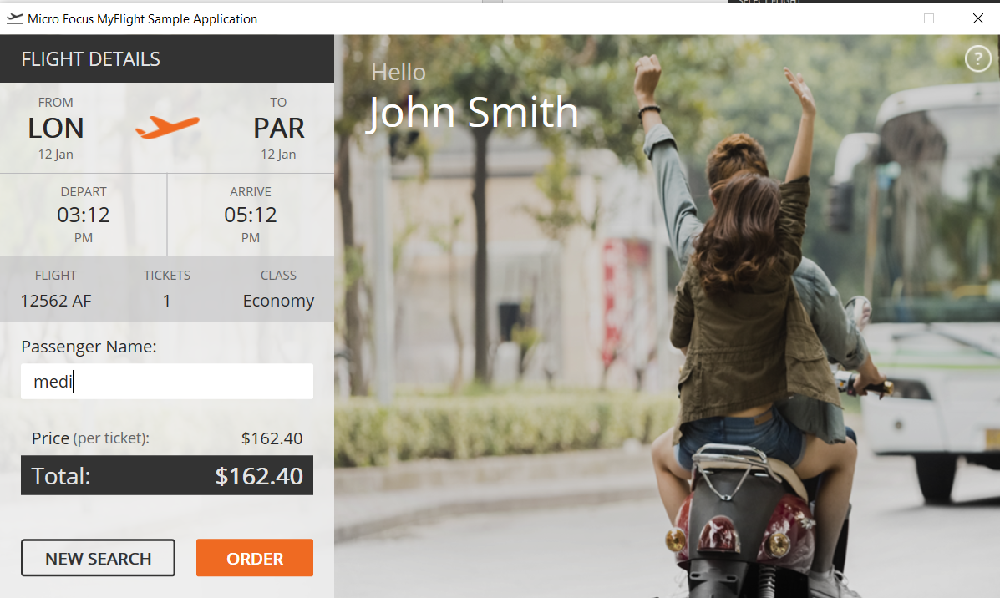 SELECT FLIGHT
Micro Focus MyFlight Sample Application
FLIGHT DETAILS
FROM
TO
LON
PAR
12 Jan
12 Jan
DEPART
ARRIVE
03:12
05:12
PM
PM
FLIGHT
TICKETS
CLASS
12562 AF
1
Economy
Passenger Name:
medi
Price (per ticket):
$162.40
Total:
$162.40
NEW SEARCH
ORDER
Hello
John Smith
?